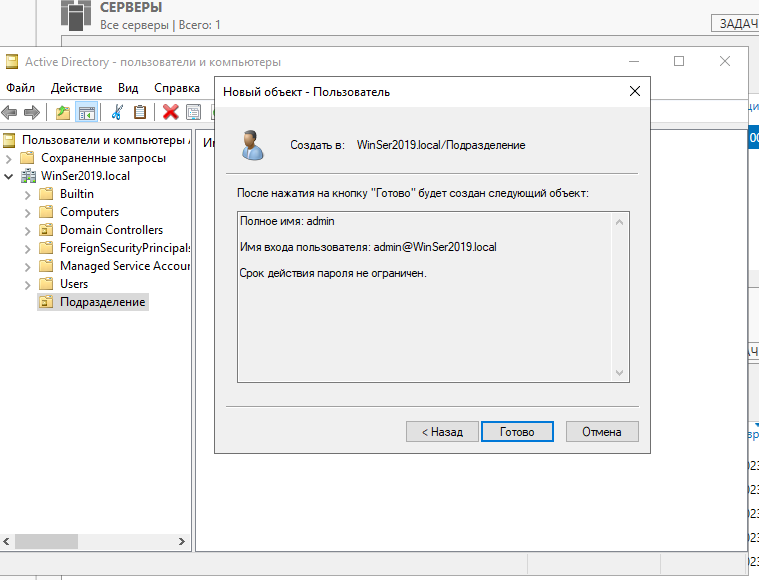 СЕРВЕРЫ
Все серверы | Всего: 1
ЗАДАЧ
Active Directory - пользователи и компьютеры
Файл Действие Вид Справка
Пользователи и компьютеры
Сохраненные запросы
WinSer2019.local
Builtin
Computers
Domain Controllers
ForeignSecurityPrincipals
Managed Service Accour
Users
Подразделение
Новый объект - Пользователь
Создать в: WinSer2019.local/Подразделение
После нажатия на кнопку "Готово" будет создан следующий объект:
Полное имя: admin
Имя входа пользователя: admin@WinSer2019.local
Срок действия пароля не ограничен.
< Назад
Готово
Отмена